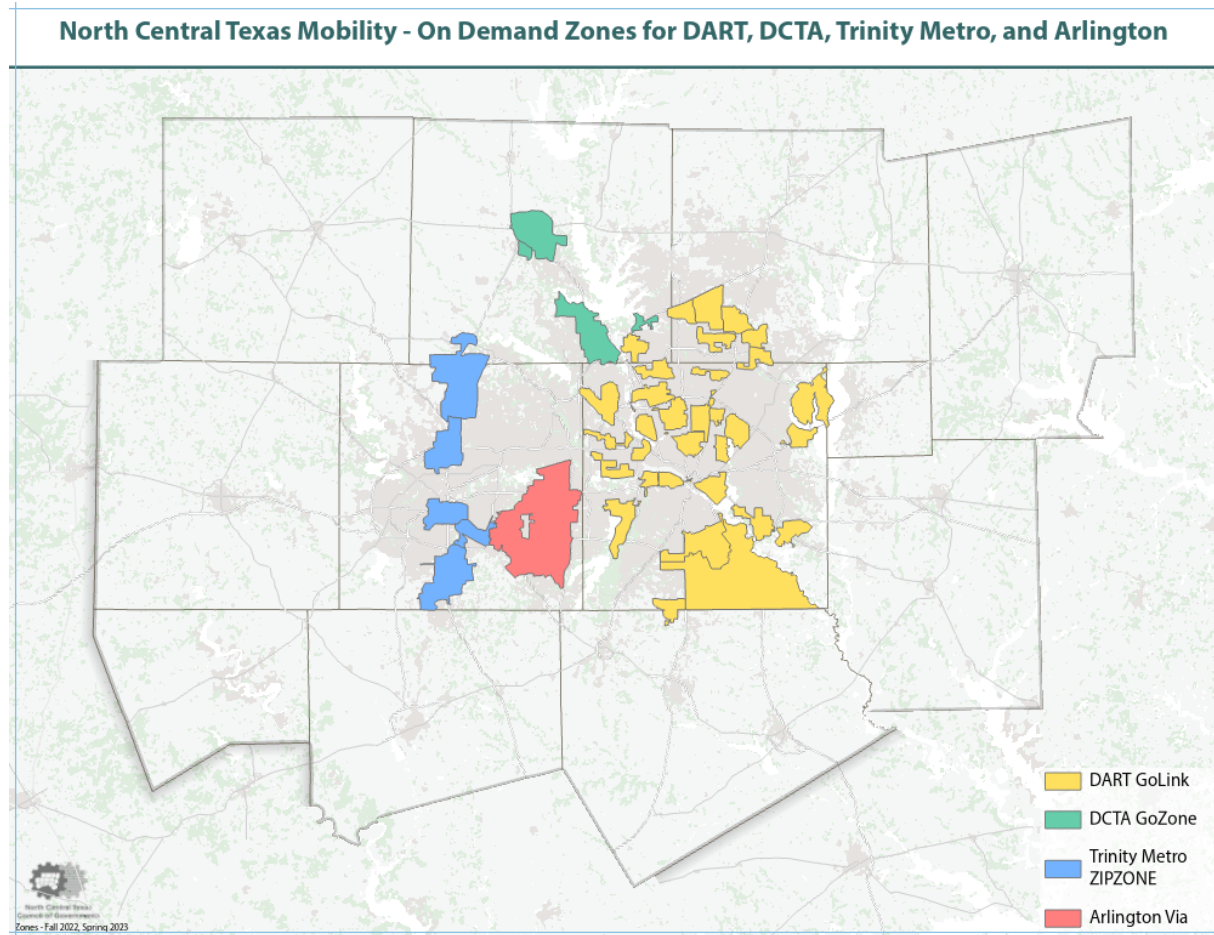 North Central Texas Mobility - On Demand Zones for DART, DCTA, Trinity Metro, and Arlington
DART GoLink
DCTA GoZone
Trinity Metro
ZIPZONE
Arlington Via
North Central Texas
Council of Governments
Zones - Fall 2022, Spring 2023